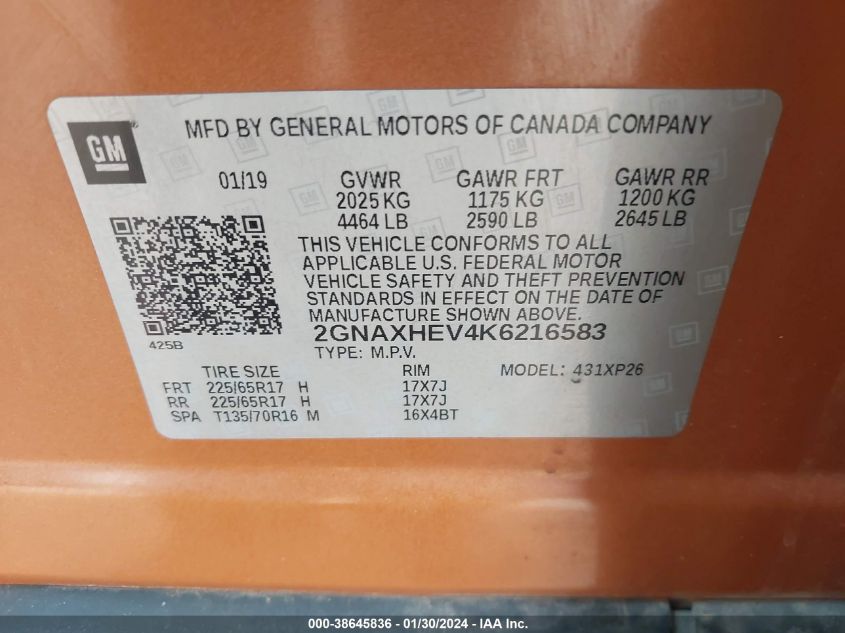 GM
MFD BY GENERAL MOTORS OF CANADA COMPANY
01/19 GVWR GAWR FRT GAWR RR
2025 KG 1175 KG 1200 KG
4464 LB 2590 LB 2645 LB
THIS VEHICLE CONFORMS TO ALL
APPLICABLE U.S. FEDERAL MOTOR
VEHICLE SAFETY AND THEFT PREVENTION
STANDARDS IN EFFECT ON THE DATE OF
MANUFACTURE SHOWN ABOVE.
2GNAXHEV4K6216583
425B
TYPE: M.P.V.
TIRE SIZE RIM MODEL: 431XP26
FRT 225/65R17 H 17X7J
RR 225/65R17 H 17X7J
SPA T135/70R16 M 16X4BT
000-38645836 - 01/30/2024 - IAA Inc.